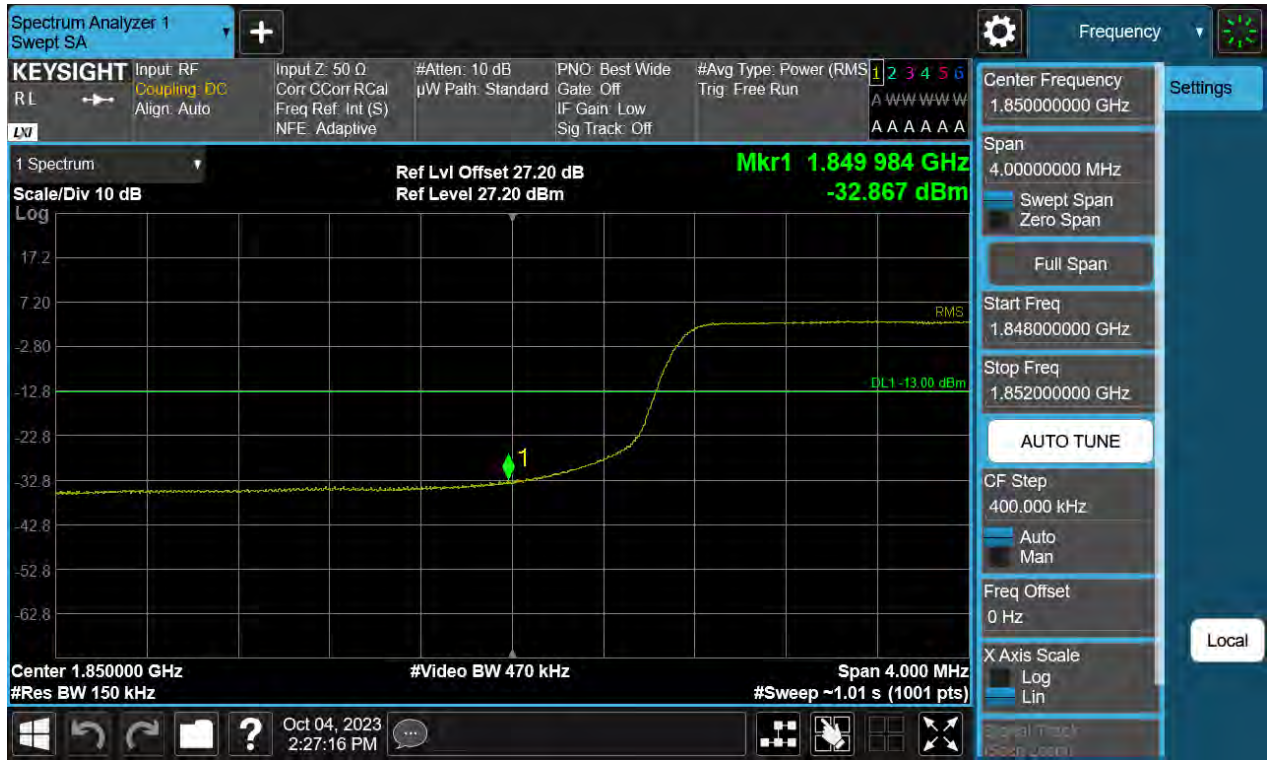 Spectrum Analyzer 1
Swept SA
Frequency
KEYSIGHT
RL
LXI
Input: RF
Coupling: DC
Align: Auto
Input Z: 50 Ω
Corr CCorr RCal
Freq Ref: Int (S)
NFE: Adaptive
#Atten: 10 dB
µW Path: Standard
PNO: Best Wide
Gate: Off
IF Gain: Low
Sig Track: Off
#Avg Type: Power (RMS
Trig: Free Run
1 2 3 4 5 6
A W W W W W
A A A A A A
Center Frequency
1.850000000 GHz
Settings
Span
4.00000000 MHz
Swept Span
Zero Span
Full Span
Start Freq
1.848000000 GHz
Stop Freq
1.852000000 GHz
AUTO TUNE
CF Step
400.000 kHz
Auto
Man
Freq Offset
0 Hz
X Axis Scale
Log
Lin
Signal Track
(Span Zoom)
Local
1 Spectrum
Scale/Div 10 dB
Log
Ref Lvl Offset 27.20 dB
Ref Level 27.20 dBm
Mkr1 1.849 984 GHz
-32.867 dBm
17.2
7.20
RMS
-2.80
DL1 -13.00 dBm
-12.8
-22.8
1
-32.8
-42.8
-52.8
-62.8
Center 1.850000 GHz
#Video BW 470 kHz
Span 4.000 MHz
#Res BW 150 kHz
#Sweep ~1.01 s (1001 pts)
Oct 04, 2023
2:27:16 PM